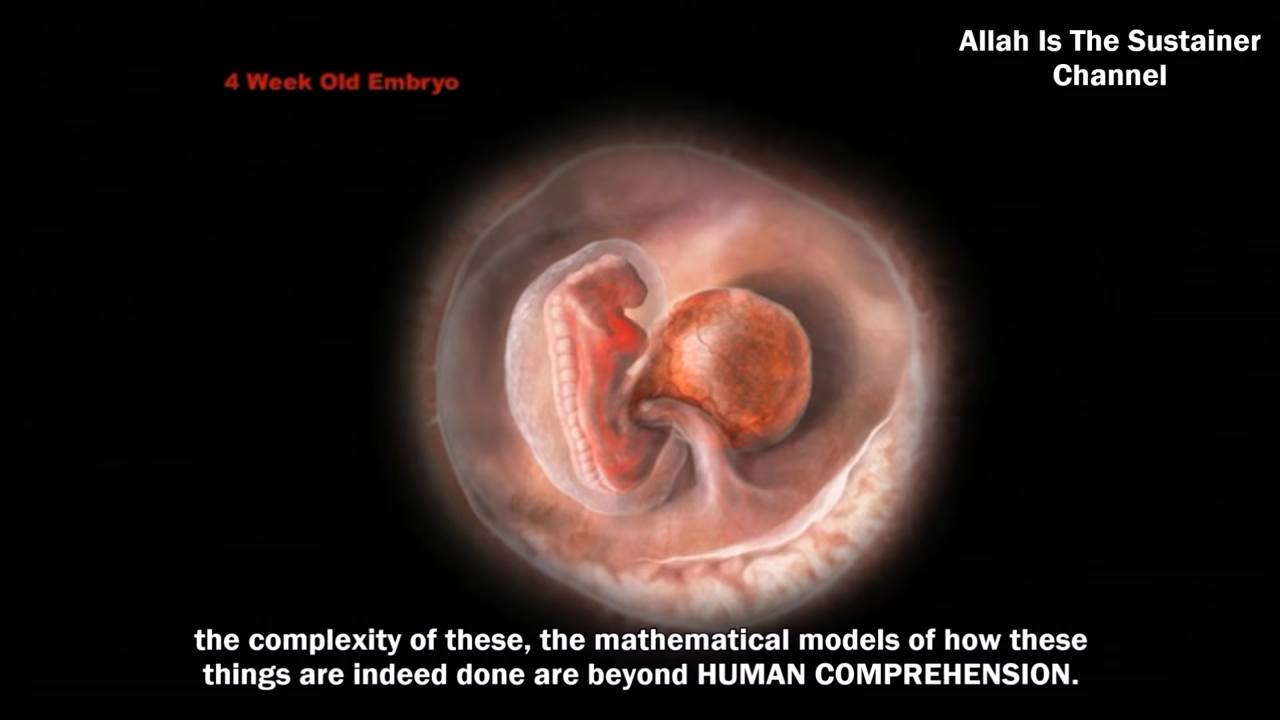 Allah Is The Sustainer
Channel
4 Week Old Embryo
the complexity of these, the mathematical models of how these
things are indeed done are beyond HUMAN COMPREHENSION.